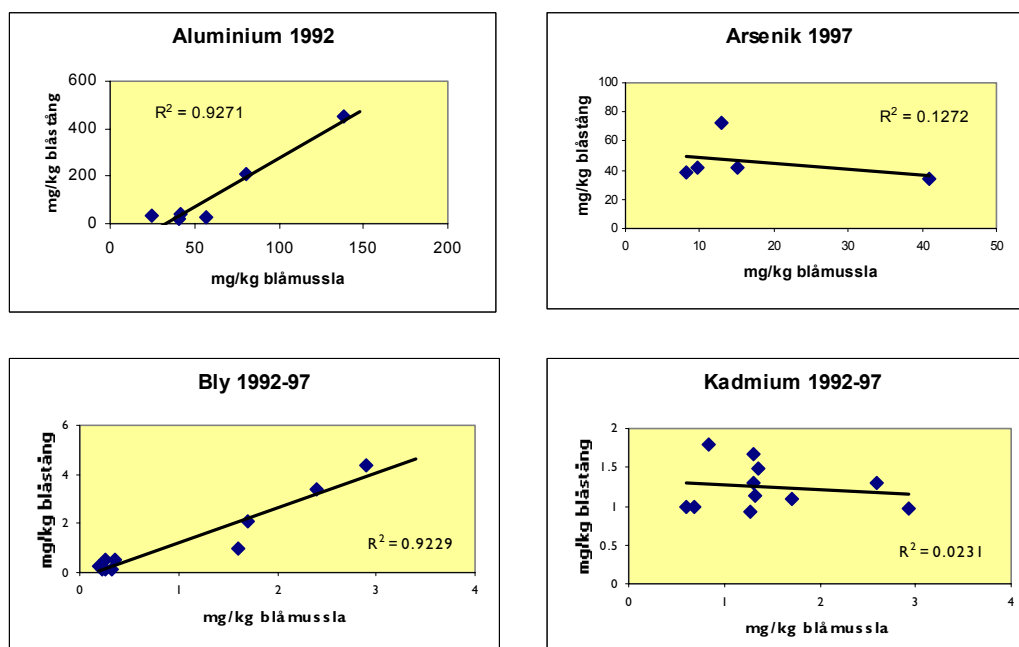 Aluminium 1992
600
400
200
0
R² = 0.9271
mg/kg blåstång
0 50 100 150 200
mg/kg blåmussla
Arsenik 1997
100
80
60
40
20
0
R² = 0.1272
mg/kg blåstång
0 10 20 30 40 50
mg/kg blåmussla
Bly 1992-97
6
4
2
0
R² = 0.9229
mg/kg blåstång
0 1 2 3 4
mg/kg blåmussla
Kadmium 1992-97
2
1.5
1
0.5
0
R² = 0.0231
mg/kg blåstång
0 1 2 3 4
mg/kg blåmussla